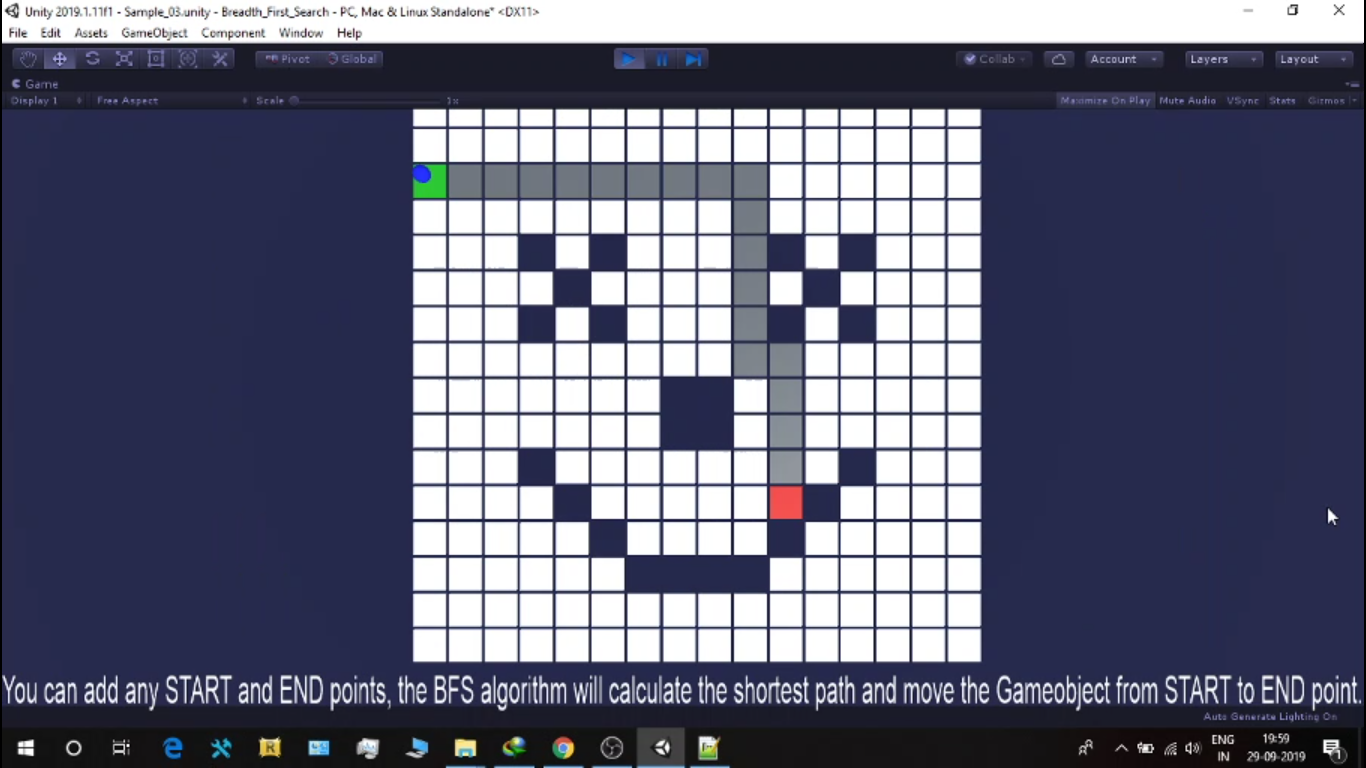 Unity 2019.1.11f1 - Sample_03.unity - Breadth_First_Search - PC, Mac & Linux Standalone* <DX11>
File Edit Assets GameObject Component Window Help
Pivot Global Collab Account Layers Layout
Game
Display 1 Free Aspect Scale 1x Maximize On Play Mute Audio VSync Stats Gizmos
You can add any START and END points, the BFS algorithm will calculate the shortest path and move the Gameobject from START to END point.
Auto Generate Lighting On
ENG 19:59
IN 29-09-2019 1